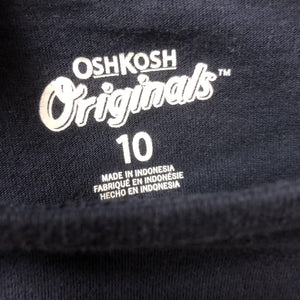 OSHKOSH
Originals™
10
MADE IN INDONESIA
FABRIQUÉ EN INDONÉSIE
HECHO EN INDONESIA